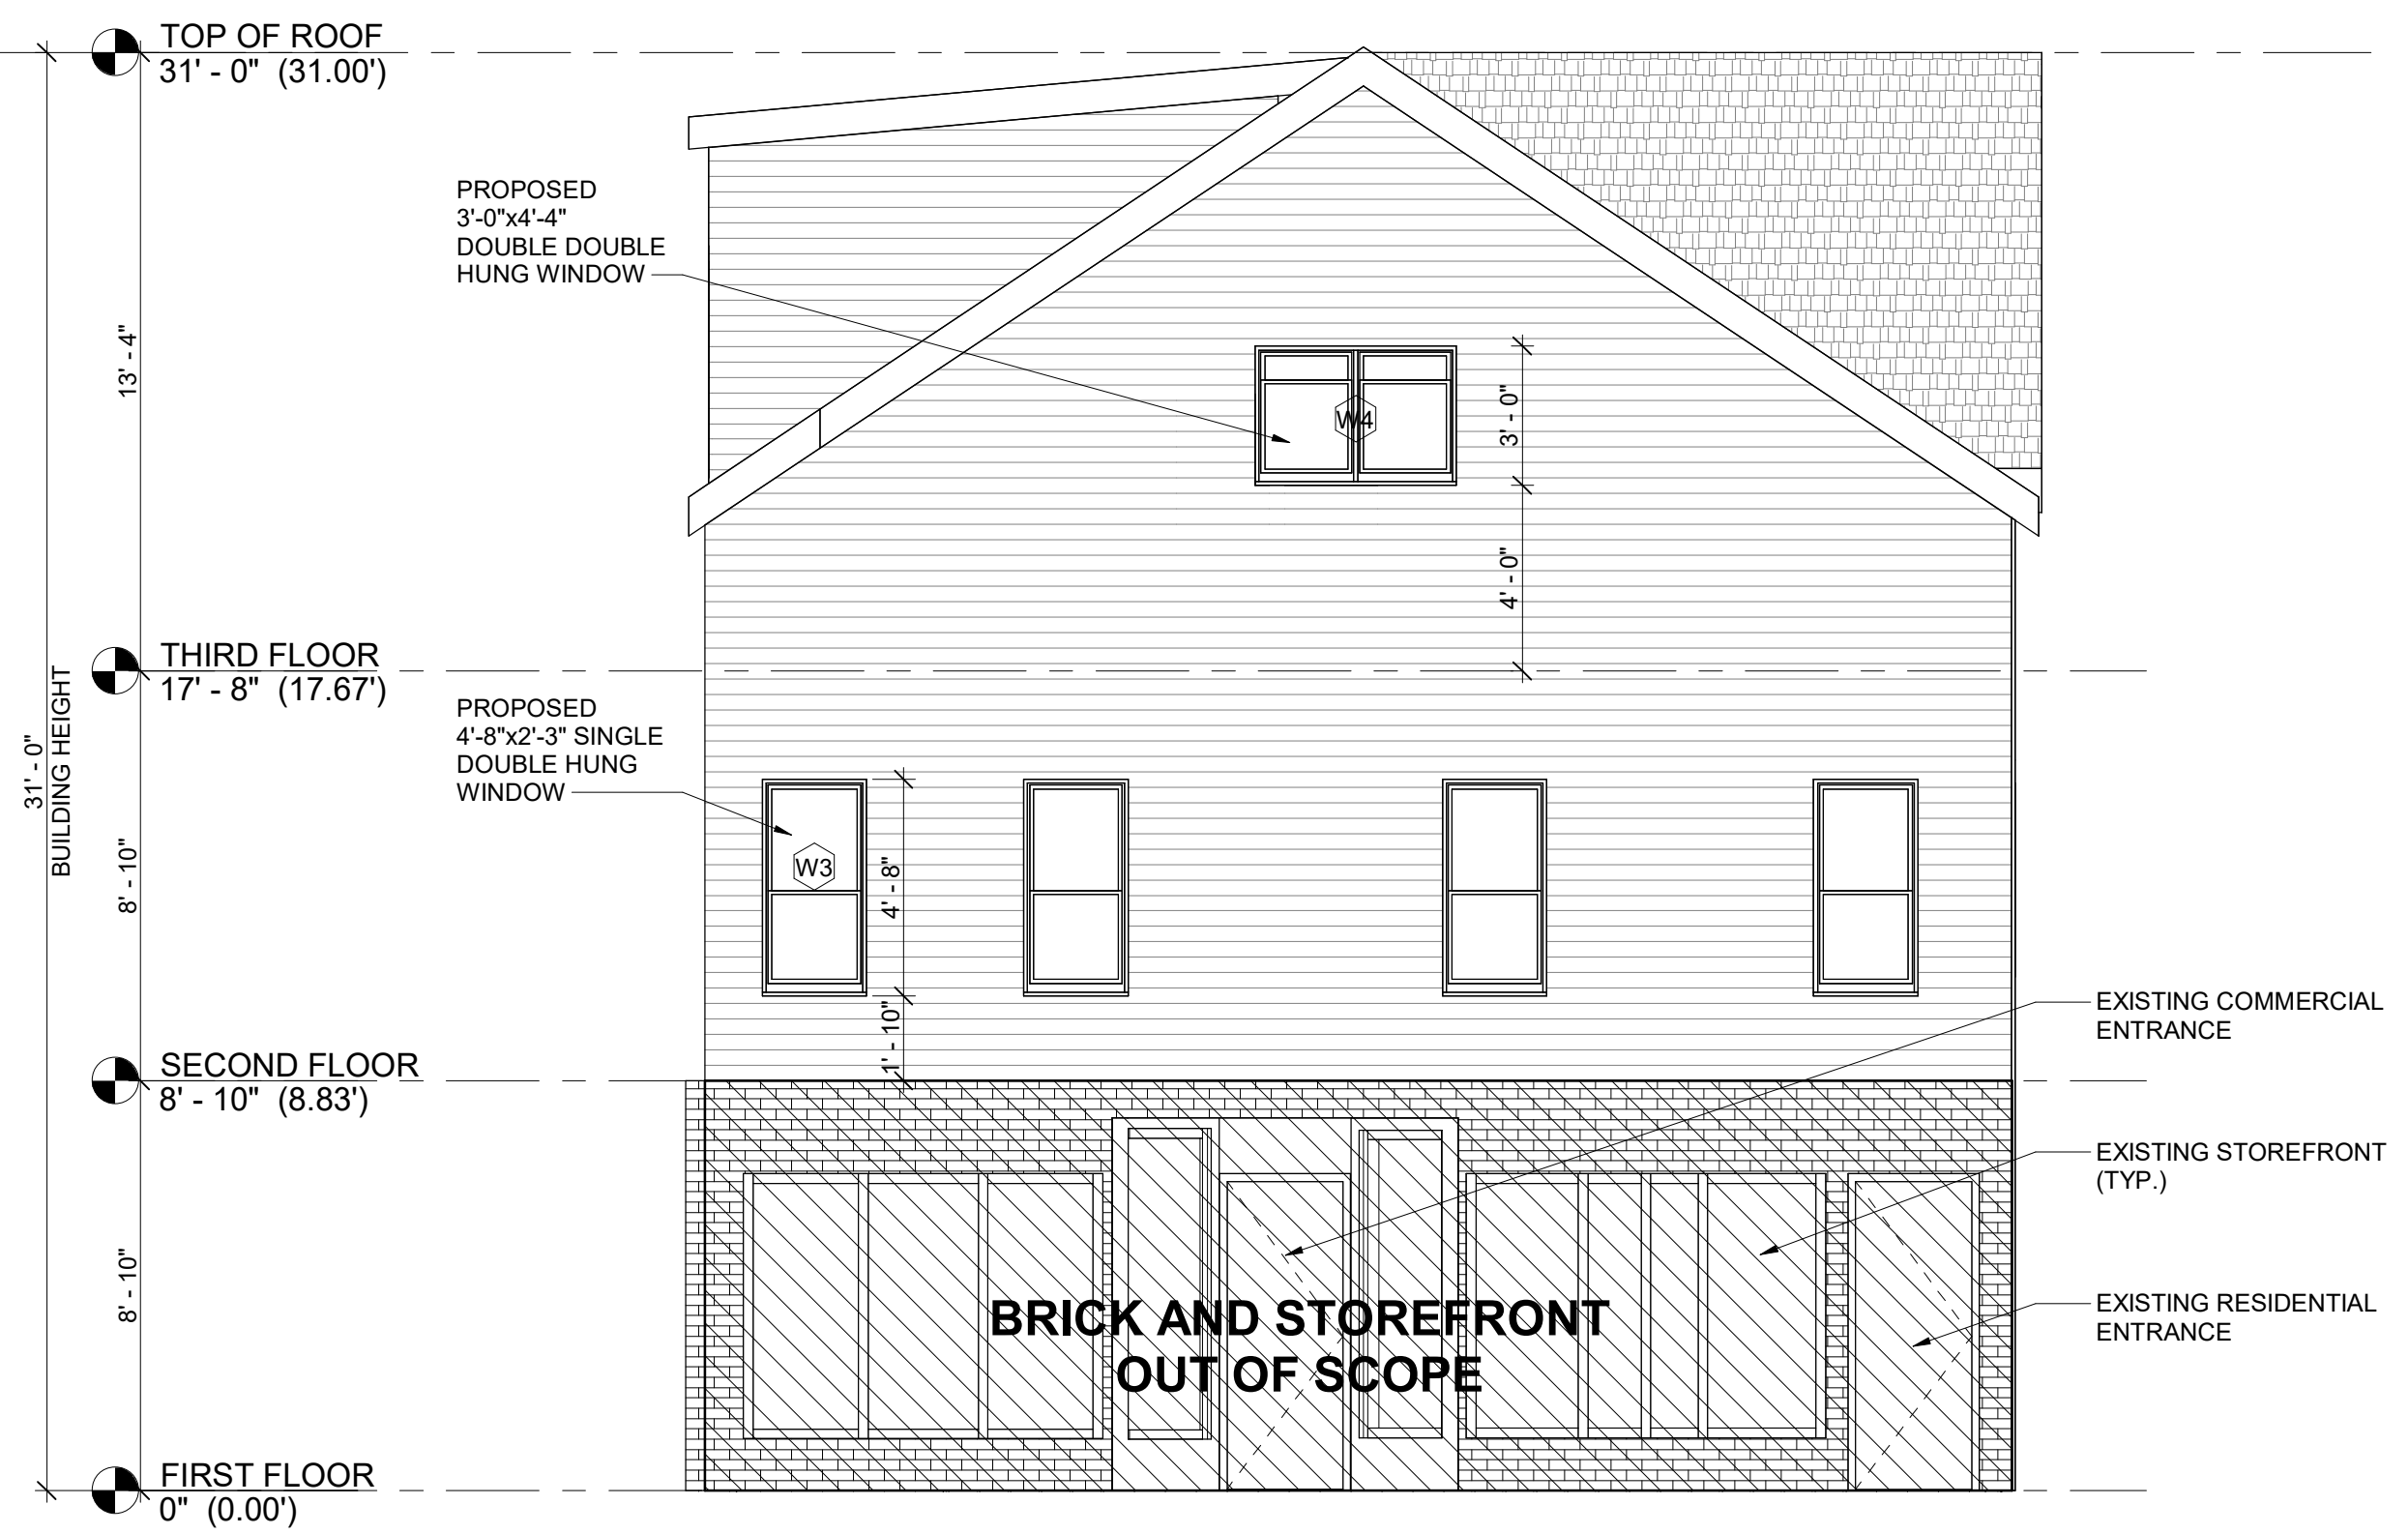 TOP OF ROOF
31' - 0" (31.00')
PROPOSED
3'-0"x4'-4"
DOUBLE DOUBLE
HUNG WINDOW
13' - 4"
W4
3' - 0"
4' - 0"
THIRD FLOOR
17' - 8" (17.67')
31' - 0"
BUILDING HEIGHT
PROPOSED
4'-8"x2'-3" SINGLE
DOUBLE HUNG
WINDOW
8' - 10"
W3
4' - 8"
1' - 10"
EXISTING COMMERCIAL
ENTRANCE
SECOND FLOOR
8' - 10" (8.83')
EXISTING STOREFRONT
(TYP.)
8' - 10"
BRICK AND STOREFRONT
OUT OF SCOPE
EXISTING RESIDENTIAL
ENTRANCE
FIRST FLOOR
0" (0.00')